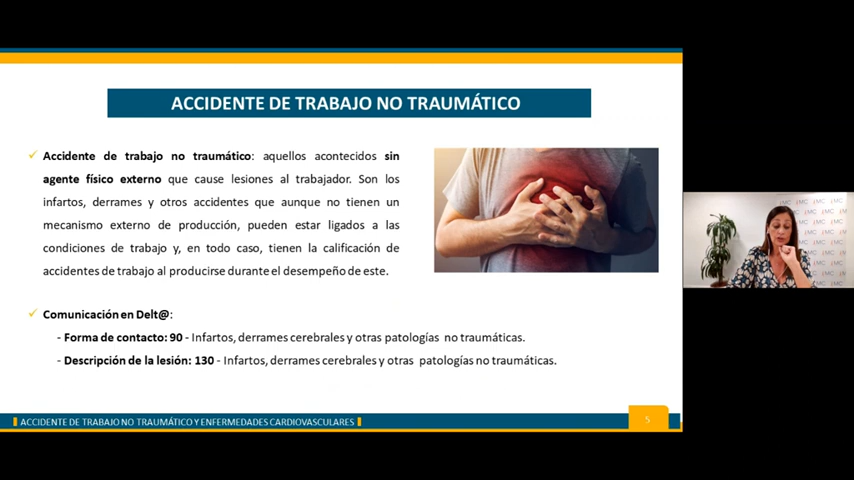 ACCIDENTE DE TRABAJO NO TRAUMÁTICO
Accidente de trabajo no traumático: aquellos acontecidos sin
agente físico externo que cause lesiones al trabajador. Son los
infartos, derrames y otros accidentes que aunque no tienen un
mecanismo externo de producción, pueden estar ligados a las
condiciones de trabajo y, en todo caso, tienen la calificación de
accidentes de trabajo al producirse durante el desempeño de este.
Comunicación en Delt@:
- Forma de contacto: 90 - Infartos, derrames cerebrales y otras patologías no traumáticas.
- Descripción de la lesión: 130 - Infartos, derrames cerebrales y otras patologías no traumáticas.
ACCIDENTE DE TRABAJO NO TRAUMÁTICO Y ENFERMEDADES CARDIOVASCULARES
5